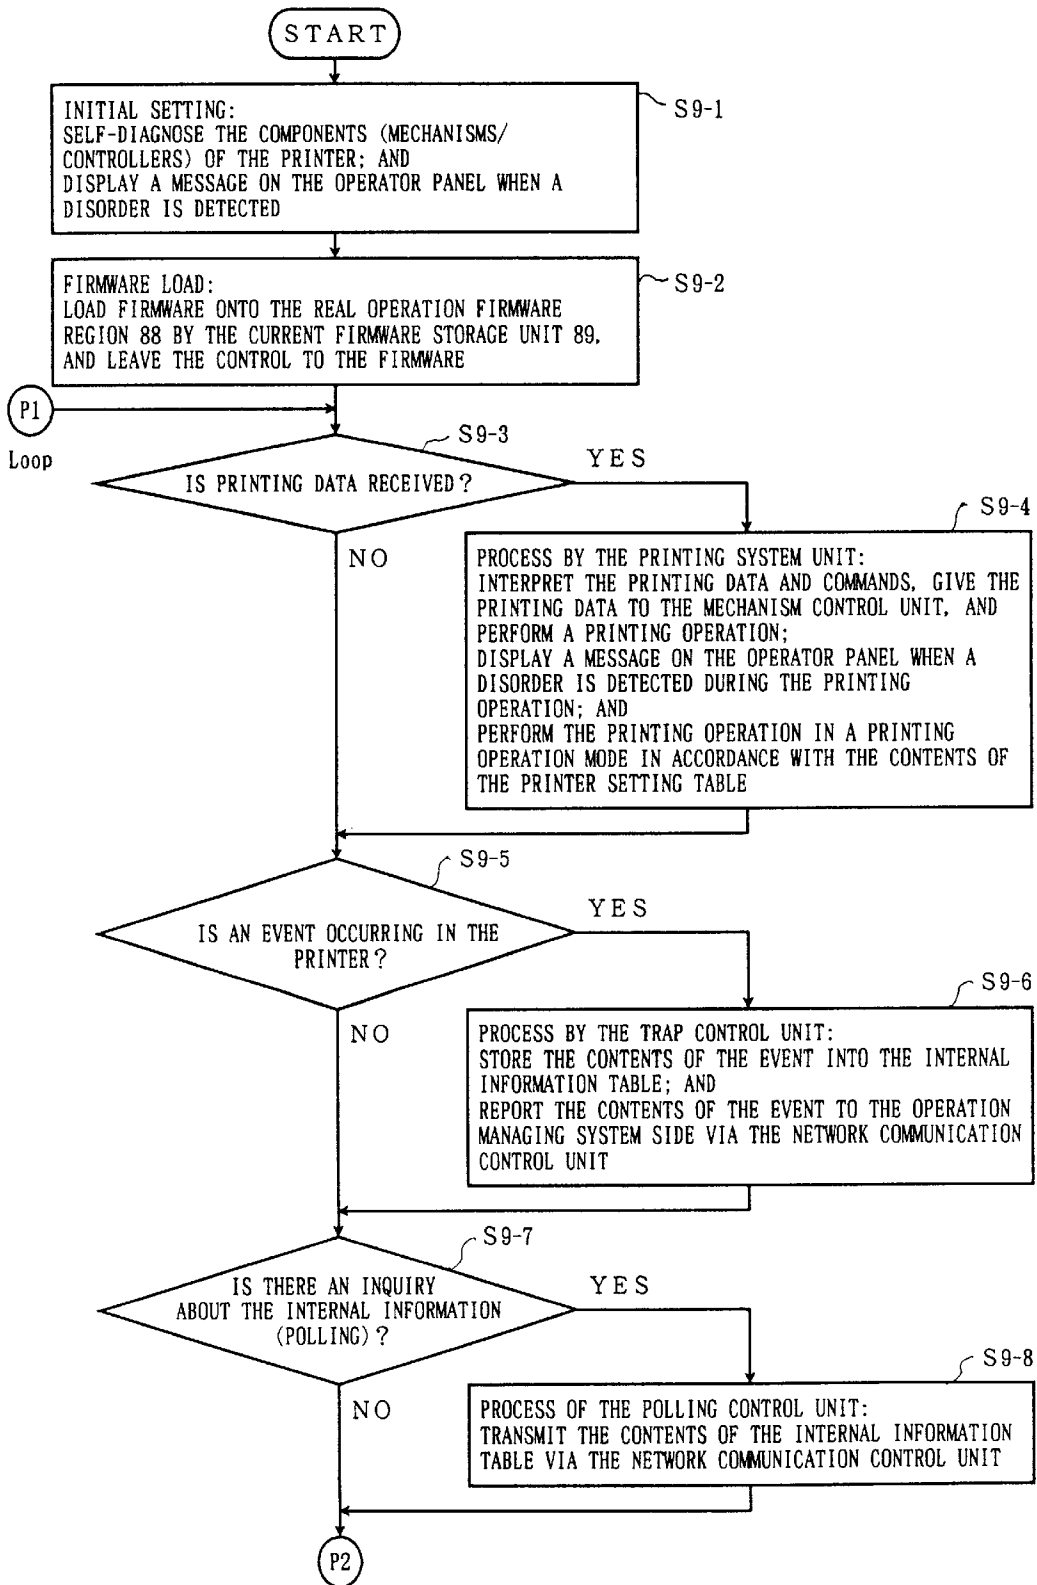 START
S9-1
INITIAL SETTING:
SELF-DIAGNOSE THE COMPONENTS (MECHANISMS/
CONTROLLERS) OF THE PRINTER; AND
DISPLAY A MESSAGE ON THE OPERATOR PANEL WHEN A
DISORDER IS DETECTED
S9-2
FIRMWARE LOAD:
LOAD FIRMWARE ONTO THE REAL OPERATION FIRMWARE
REGION 88 BY THE CURRENT FIRMWARE STORAGE UNIT 89,
AND LEAVE THE CONTROL TO THE FIRMWARE
P1
Loop
S9-3
IS PRINTING DATA RECEIVED?
YES
NO
S9-4
PROCESS BY THE PRINTING SYSTEM UNIT:
INTERPRET THE PRINTING DATA AND COMMANDS, GIVE THE
PRINTING DATA TO THE MECHANISM CONTROL UNIT, AND
PERFORM A PRINTING OPERATION;
DISPLAY A MESSAGE ON THE OPERATOR PANEL WHEN A
DISORDER IS DETECTED DURING THE PRINTING
OPERATION; AND
PERFORM THE PRINTING OPERATION IN A PRINTING
OPERATION MODE IN ACCORDANCE WITH THE CONTENTS OF
THE PRINTER SETTING TABLE
S9-5
IS AN EVENT OCCURRING IN THE
PRINTER?
YES
NO
S9-6
PROCESS BY THE TRAP CONTROL UNIT:
STORE THE CONTENTS OF THE EVENT INTO THE INTERNAL
INFORMATION TABLE; AND
REPORT THE CONTENTS OF THE EVENT TO THE OPERATION
MANAGING SYSTEM SIDE VIA THE NETWORK COMMUNICATION
CONTROL UNIT
S9-7
IS THERE AN INQUIRY
ABOUT THE INTERNAL INFORMATION
(POLLING)?
YES
NO
S9-8
PROCESS OF THE POLLING CONTROL UNIT:
TRANSMIT THE CONTENTS OF THE INTERNAL INFORMATION
TABLE VIA THE NETWORK COMMUNICATION CONTROL UNIT
P2